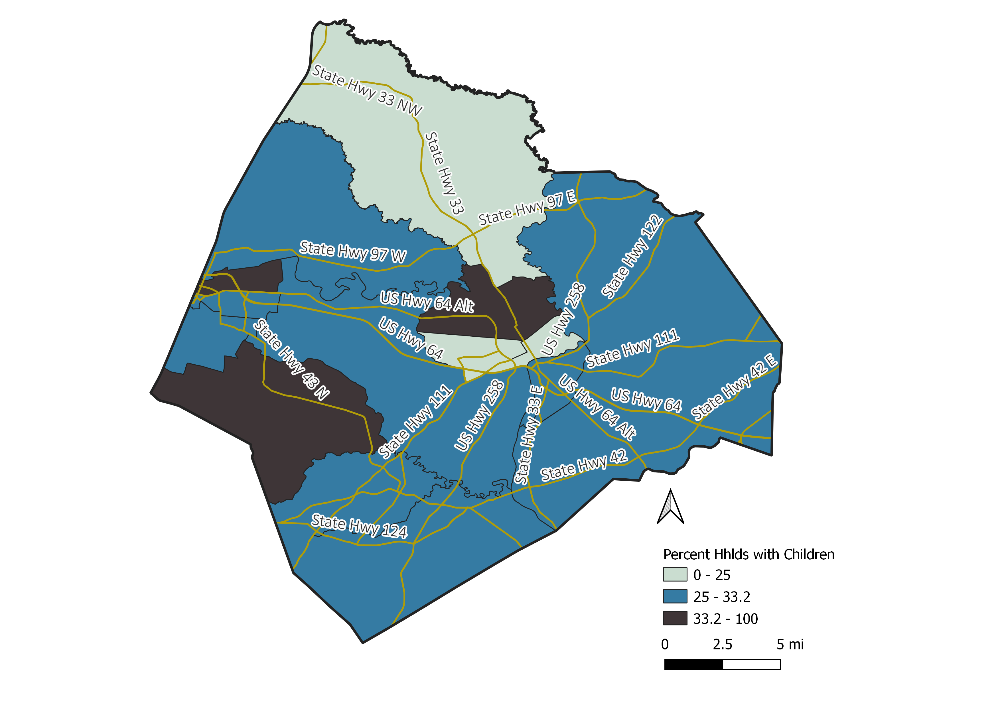 State Hwy 33 NW
State Hwy 33
State Hwy 97 E
State Hwy 122
State Hwy 97 W
US Hwy 64 Alt
US Hwy 258
US Hwy 64
State Hwy 111
State Hwy 43 N
State Hwy 42 E
US Hwy 64
US Hwy 64 Alt
State Hwy 111
US Hwy 258
State Hwy 33 E
State Hwy 42
State Hwy 124
Percent Hhlds with Children
0 - 25
25 - 33.2
33.2 - 100
0 2.5 5 mi